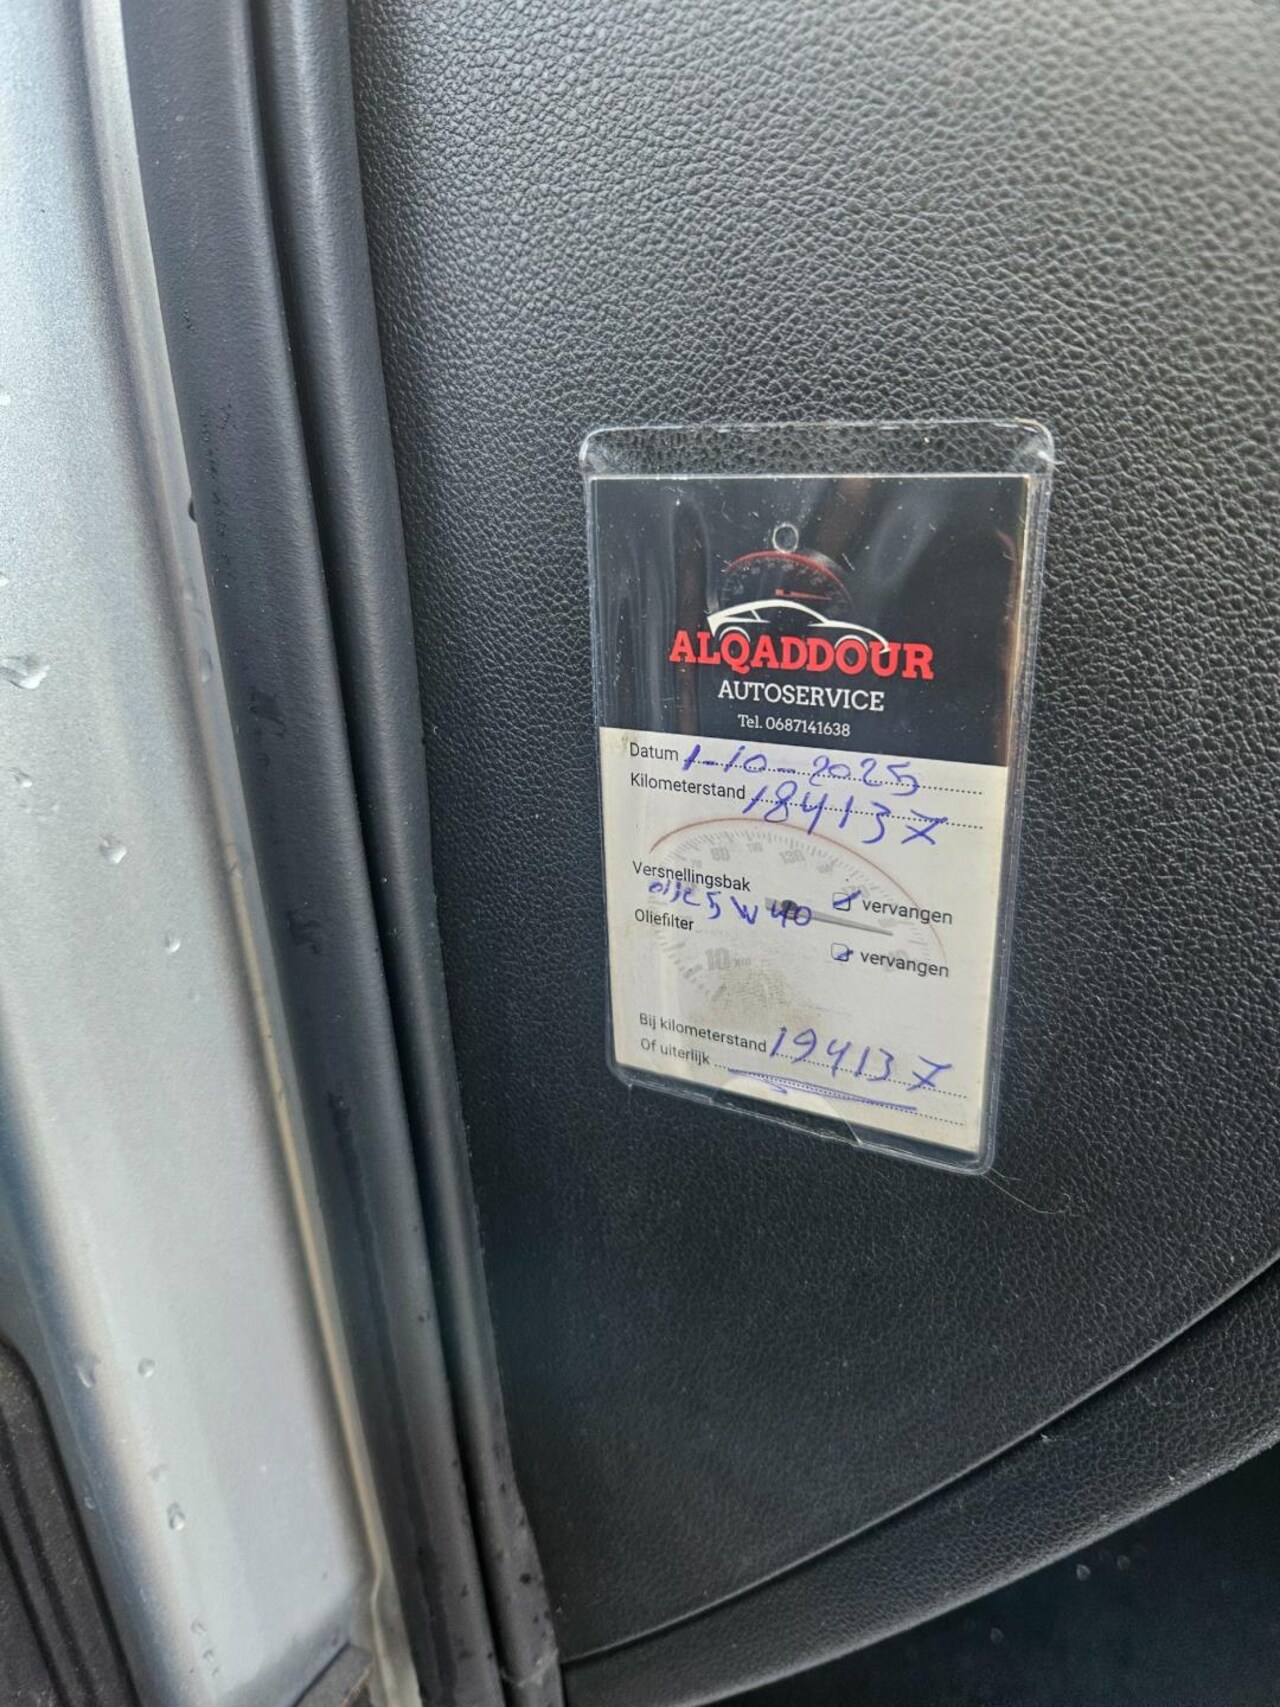 ALQADDOUR
AUTOSERVICE
Tel. 0687141638
Datum 1-10-2025
Kilometerstand 184137
Versnellingsbak vervangen
olie 5W40
Oliefilter vervangen
Bij kilometerstand 194137
Of uiterlijk